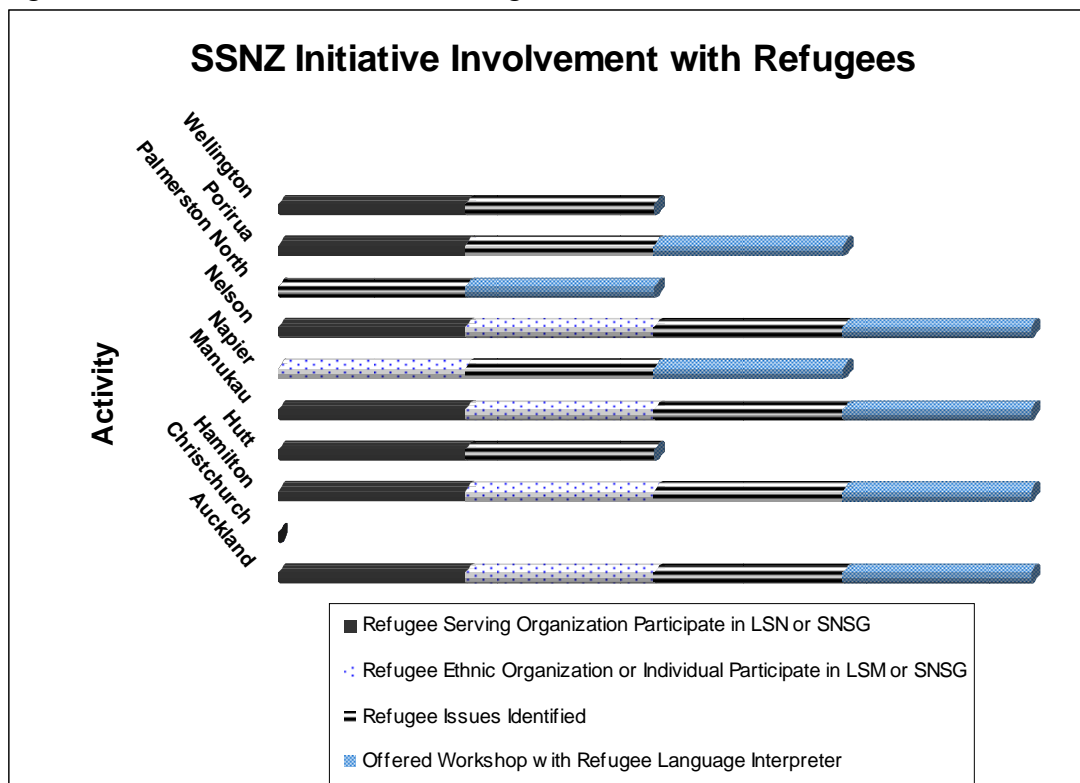 SSNZ Initiative Involvement with Refugees
Activity
Wellington
Porirua
Palmerston North
Nelson
Napier
Manukau
Hutt
Hamilton
Christchurch
Auckland
Refugee Serving Organization Participate in LSN or SNSG
Refugee Ethnic Organization or Individual Participate in LSM or SNSG
Refugee Issues Identified
Offered Workshop with Refugee Language Interpreter